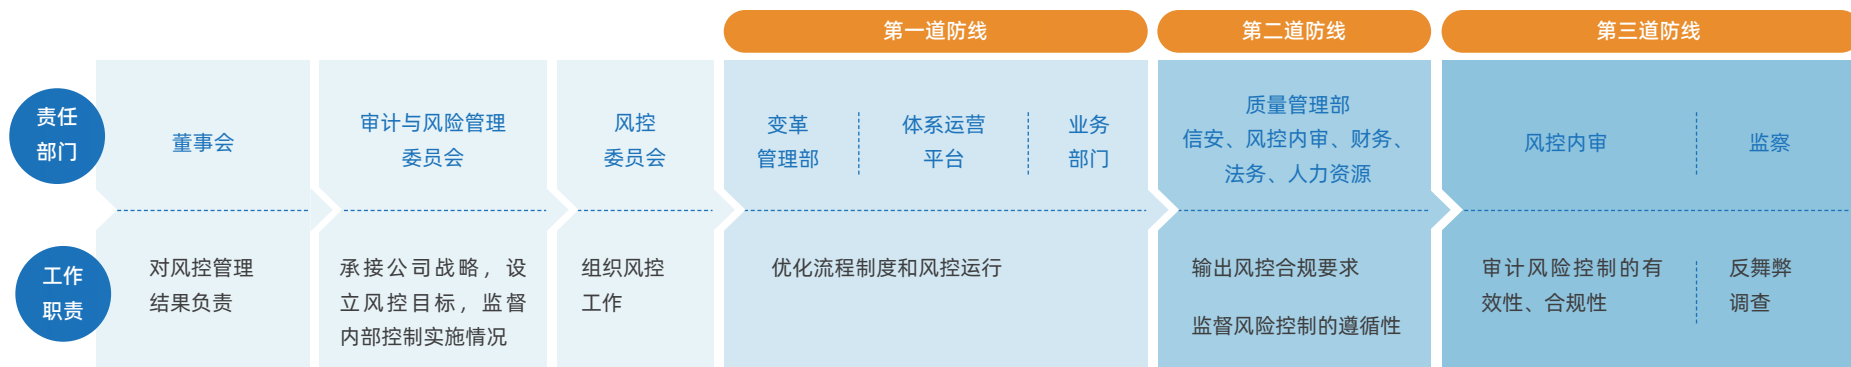 第一道防线
第二道防线
第三道防线
责任
部门
董事会
审计与风险管理
委员会
风控
委员会
变革
管理部
体系运营
平台
业务
部门
质量管理部
信安、风控内审、财务、
法务、人力资源
风控内审
监察
工作
职责
对风控管理
结果负责
承接公司战略，设
立风控目标，监督
内部控制实施情况
组织风控
工作
优化流程制度和风控运行
输出风控合规要求
监督风险控制的遵循性
审计风险控制的有
效性、合规性
反舞弊
调查